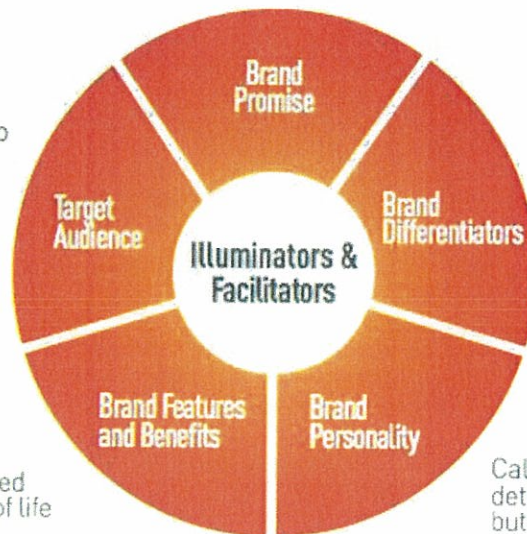 Brand
Promise
Target
Audience
Brand
Differentiators
Illuminators &
Facilitators
Brand Features
and Benefits
Brand
Personality
of life
but